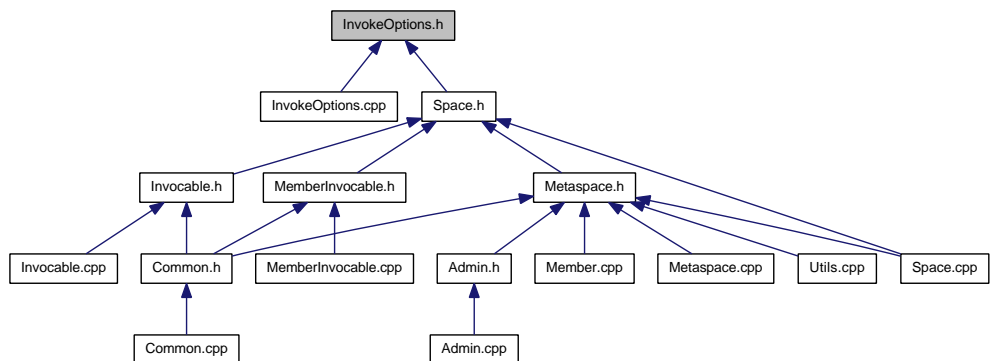 InvokeOptions.h
InvokeOptions.cpp
Space.h
Invocable.h
MemberInvocable.h
Metaspace.h
Invocable.cpp
Common.h
MemberInvocable.cpp
Admin.h
Member.cpp
Metaspace.cpp
Utils.cpp
Space.cpp
Common.cpp
Admin.cpp